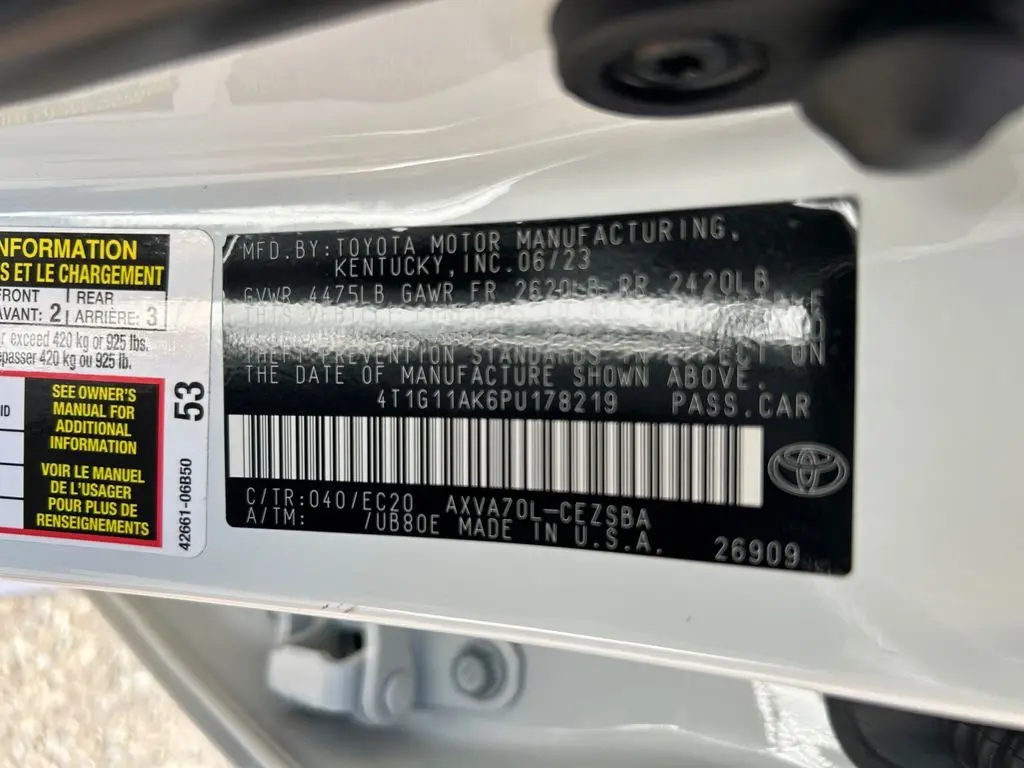 NFORMATION
S ET LE CHARGEMENT
FRONT | REAR
AVANT: 2 | ARRIÈRE: 3
exceed 420 kg or 925 lbs.
passer 420 kg ou 925 lb.
SEE OWNER'S
MANUAL FOR
ADDITIONAL
INFORMATION
VOIR LE MANUEL
DE L'USAGER
POUR PLUS DE
RENSEIGNEMENTS
53
42661-06B50
MFD.BY:TOYOTA MOTOR MANUFACTURING,
KENTUCKY,INC.06/23
GVWR 4475LB GAWR FR 2620LB RR 2420LB
THEFT PREVENTION STANDARDS IN EFFECT ON
THE DATE OF MANUFACTURE SHOWN ABOVE.
4T1G11AK6PU178219 PASS.CAR
C/TR:040/EC20 AXVA70L-CEZSBA
A/TM: /UB80E MADE IN U.S.A.
26909